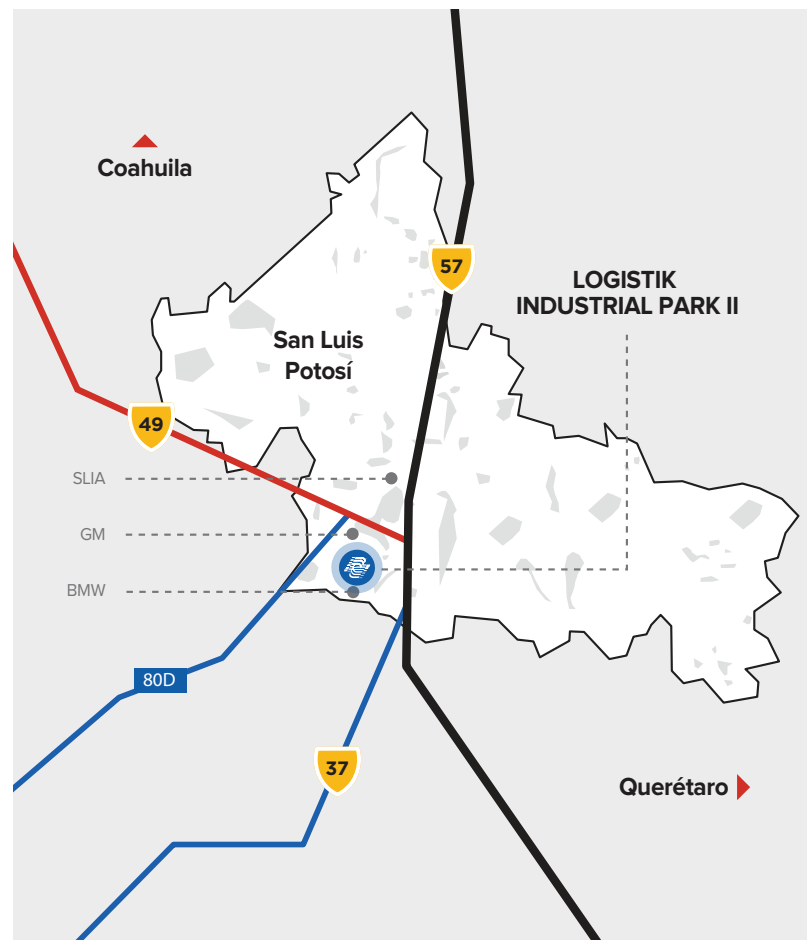 Coahuila
57
LOGISTIK
INDUSTRIAL PARK II
San Luis
Potosí
49
SLIA
GM
BMW
80D
37
Querétaro